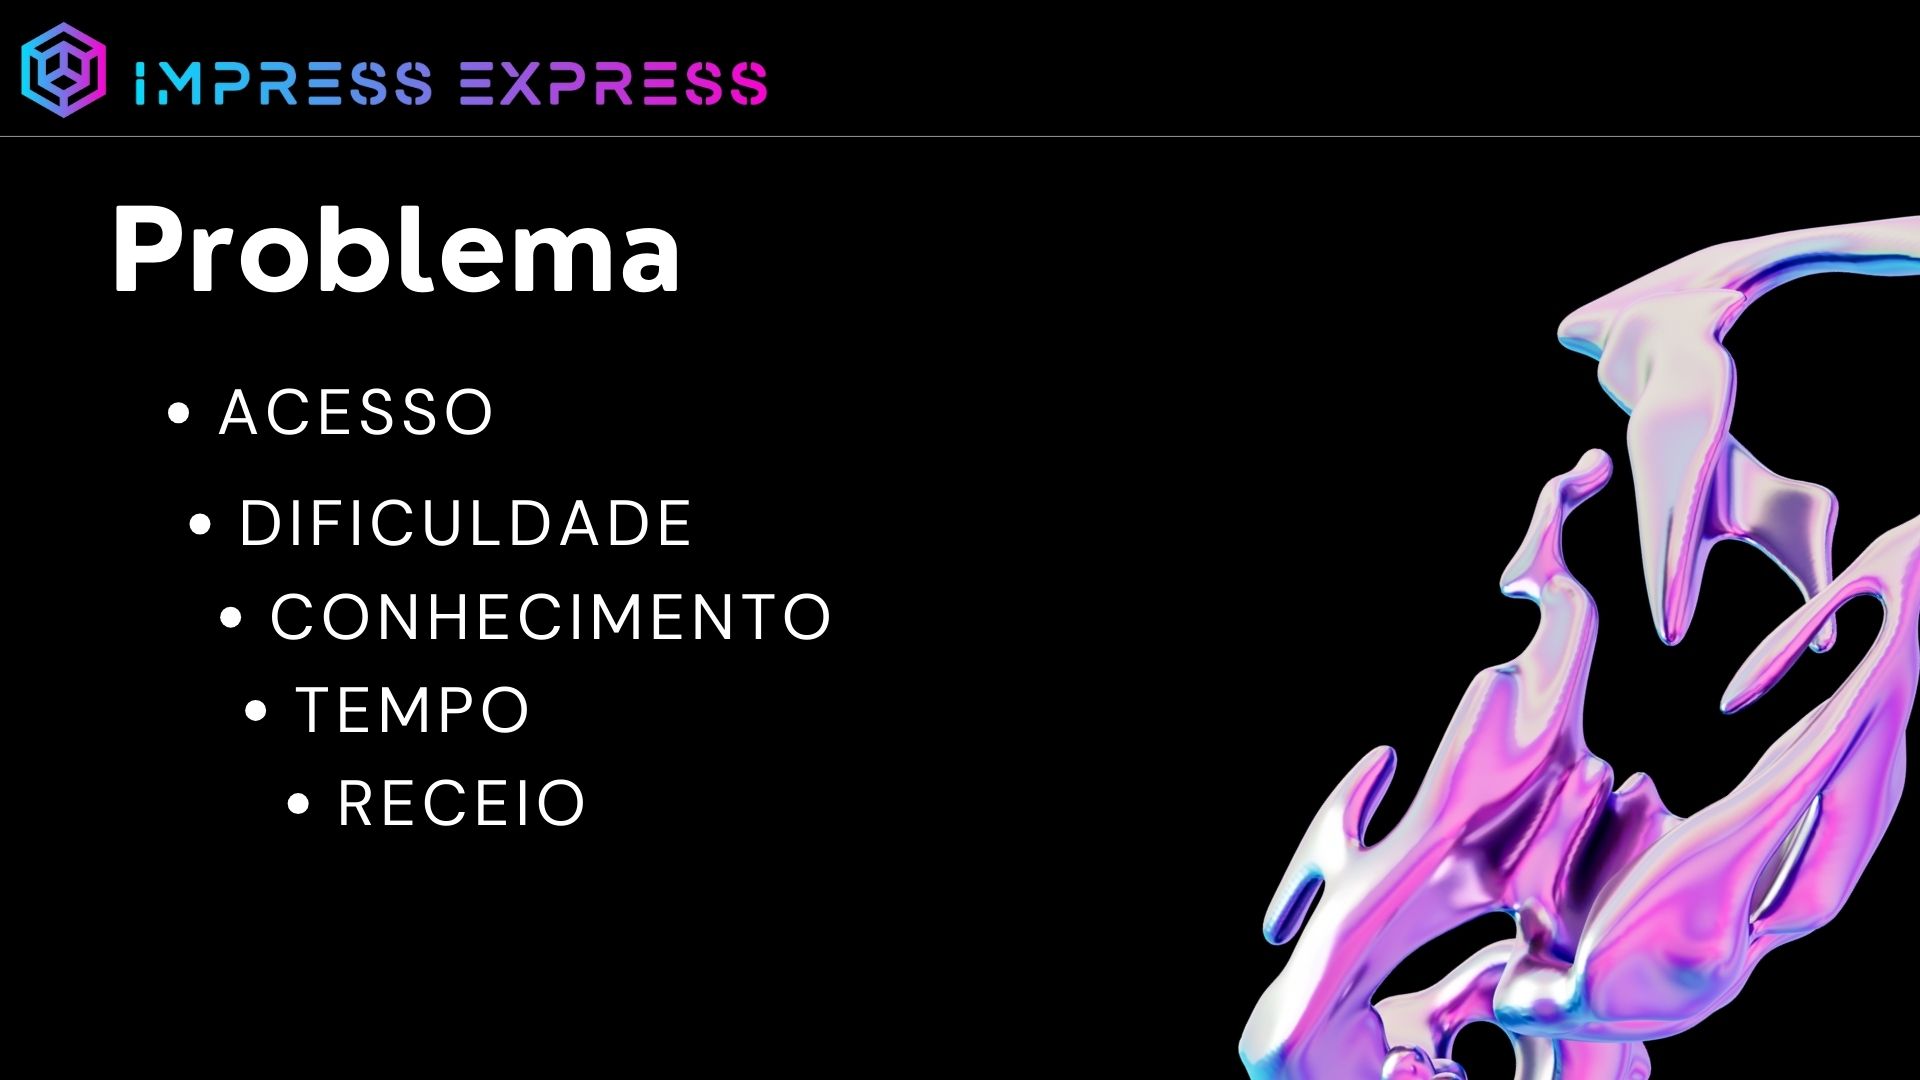 IMPRESS EXPRESS
Problema
• ACESSO
• DIFICULDADE
• CONHECIMENTO
• TEMPO
• RECEIO